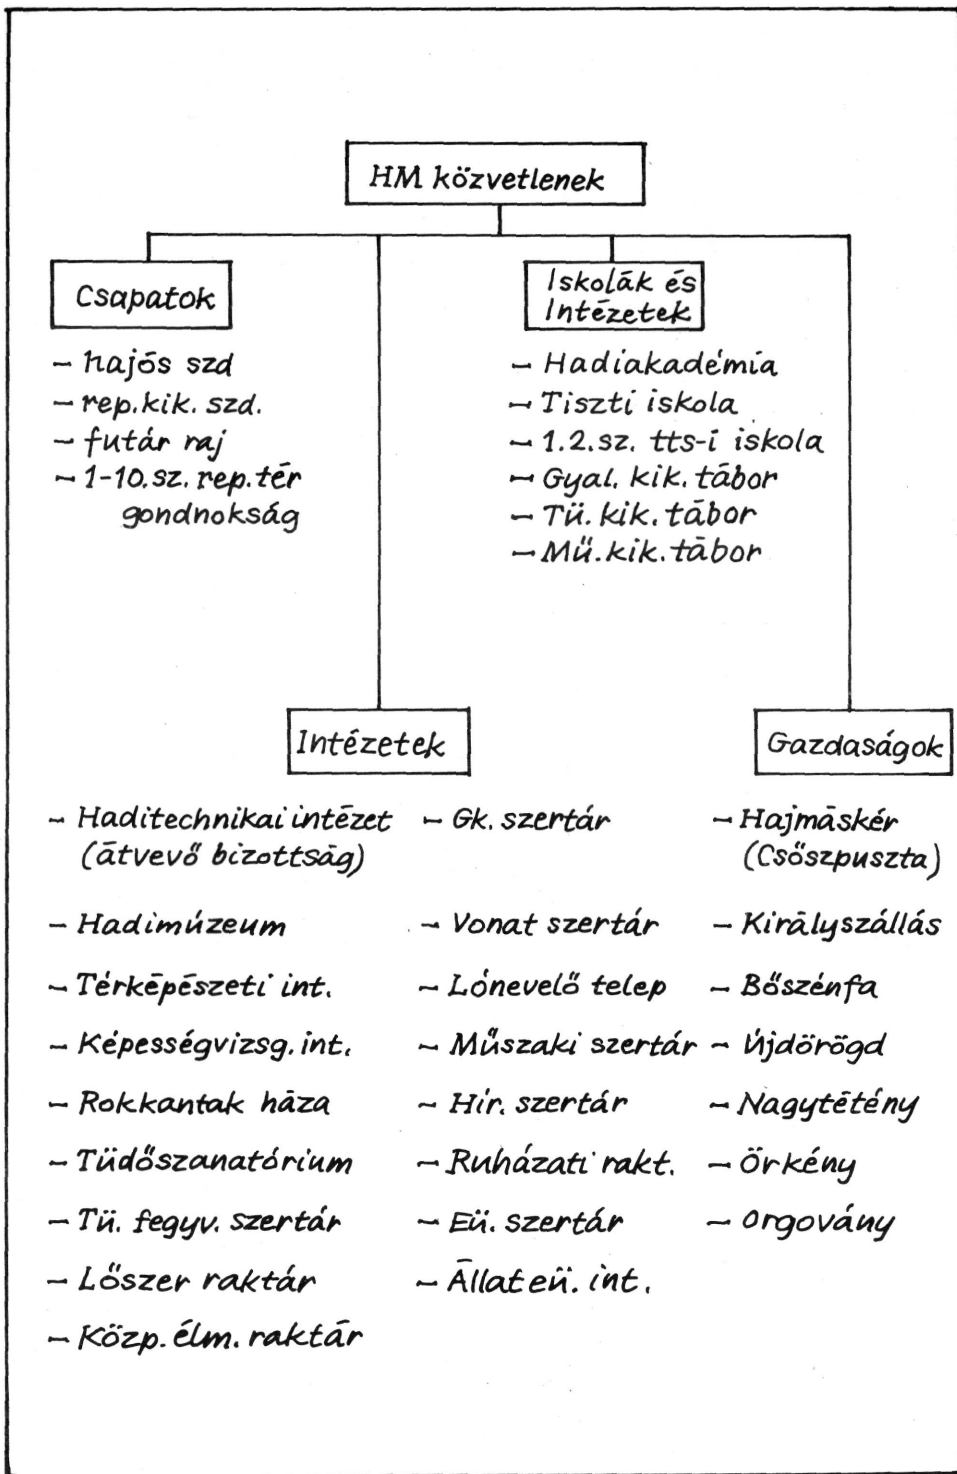 HM közvetlenek
Csapatok
– hajós szd
– rep.kik. szd.
– futár raj
– 1-10.sz. rep.tér
gondnokság
Iskolák és
Intézetek
– Hadiakadémia
– Tiszti iskola
– 1.2.sz. tts-i iskola
– Gyal. kik. tábor
– Tü. kik. tábor
– Mű. kik. tábor
Intézetek
– Haditechnikai intézet
(átvevő bizottság)
– Hadimúzeum
– Térképészeti int.
– Képességvizsg. int.
– Rokkantak háza
– Tüdőszanatórium
– Tü. fegyv. szertár
– Lőszer raktár
– Közp. élm. raktár
– Gk. szertár
– Vonat szertár
– Lónevelő telep
– Műszaki szertár
– Hír. szertár
– Ruházati rakt.
– Eü. szertár
– Állateü. int.
Gazdaságok
– Hajmáskér
(Csőszpuszta)
– Királyszállás
– Bőszénfa
– Újdörögd
– Nagytétény
– Örkény
– Orgovány